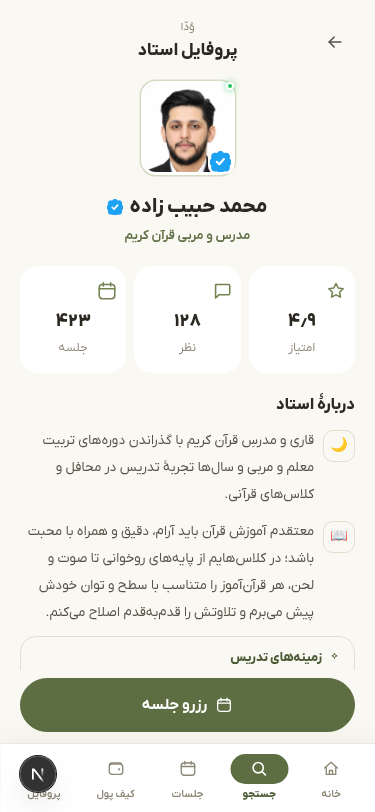 وُدّا
پروفایل استاد
محمد حبیب زاده
مدرس و مربی قرآن کریم
۴٫۹
امتیاز
۱۲۸
نظر
۴۲۳
جلسه
دربارهٔ استاد
قاری و مدرس قرآن کریم با گذراندن دوره‌های تربیت
معلم و مربی و سال‌ها تجربهٔ تدریس در محافل و
کلاس‌های قرآنی.
معتقدم آموزش قرآن باید آرام، دقیق و همراه با محبت
باشد؛ در کلاس‌هایم از پایه‌های روخوانی تا صوت و
لحن، هر قرآن‌آموز را متناسب با سطح و توان خودش
پیش می‌برم و تلاوتش را قدم‌به‌قدم اصلاح می‌کنم.
زمینه‌های تدریس
رزرو جلسه
خانه
جستجو
جلسات
کیف پول
پروفایل
N